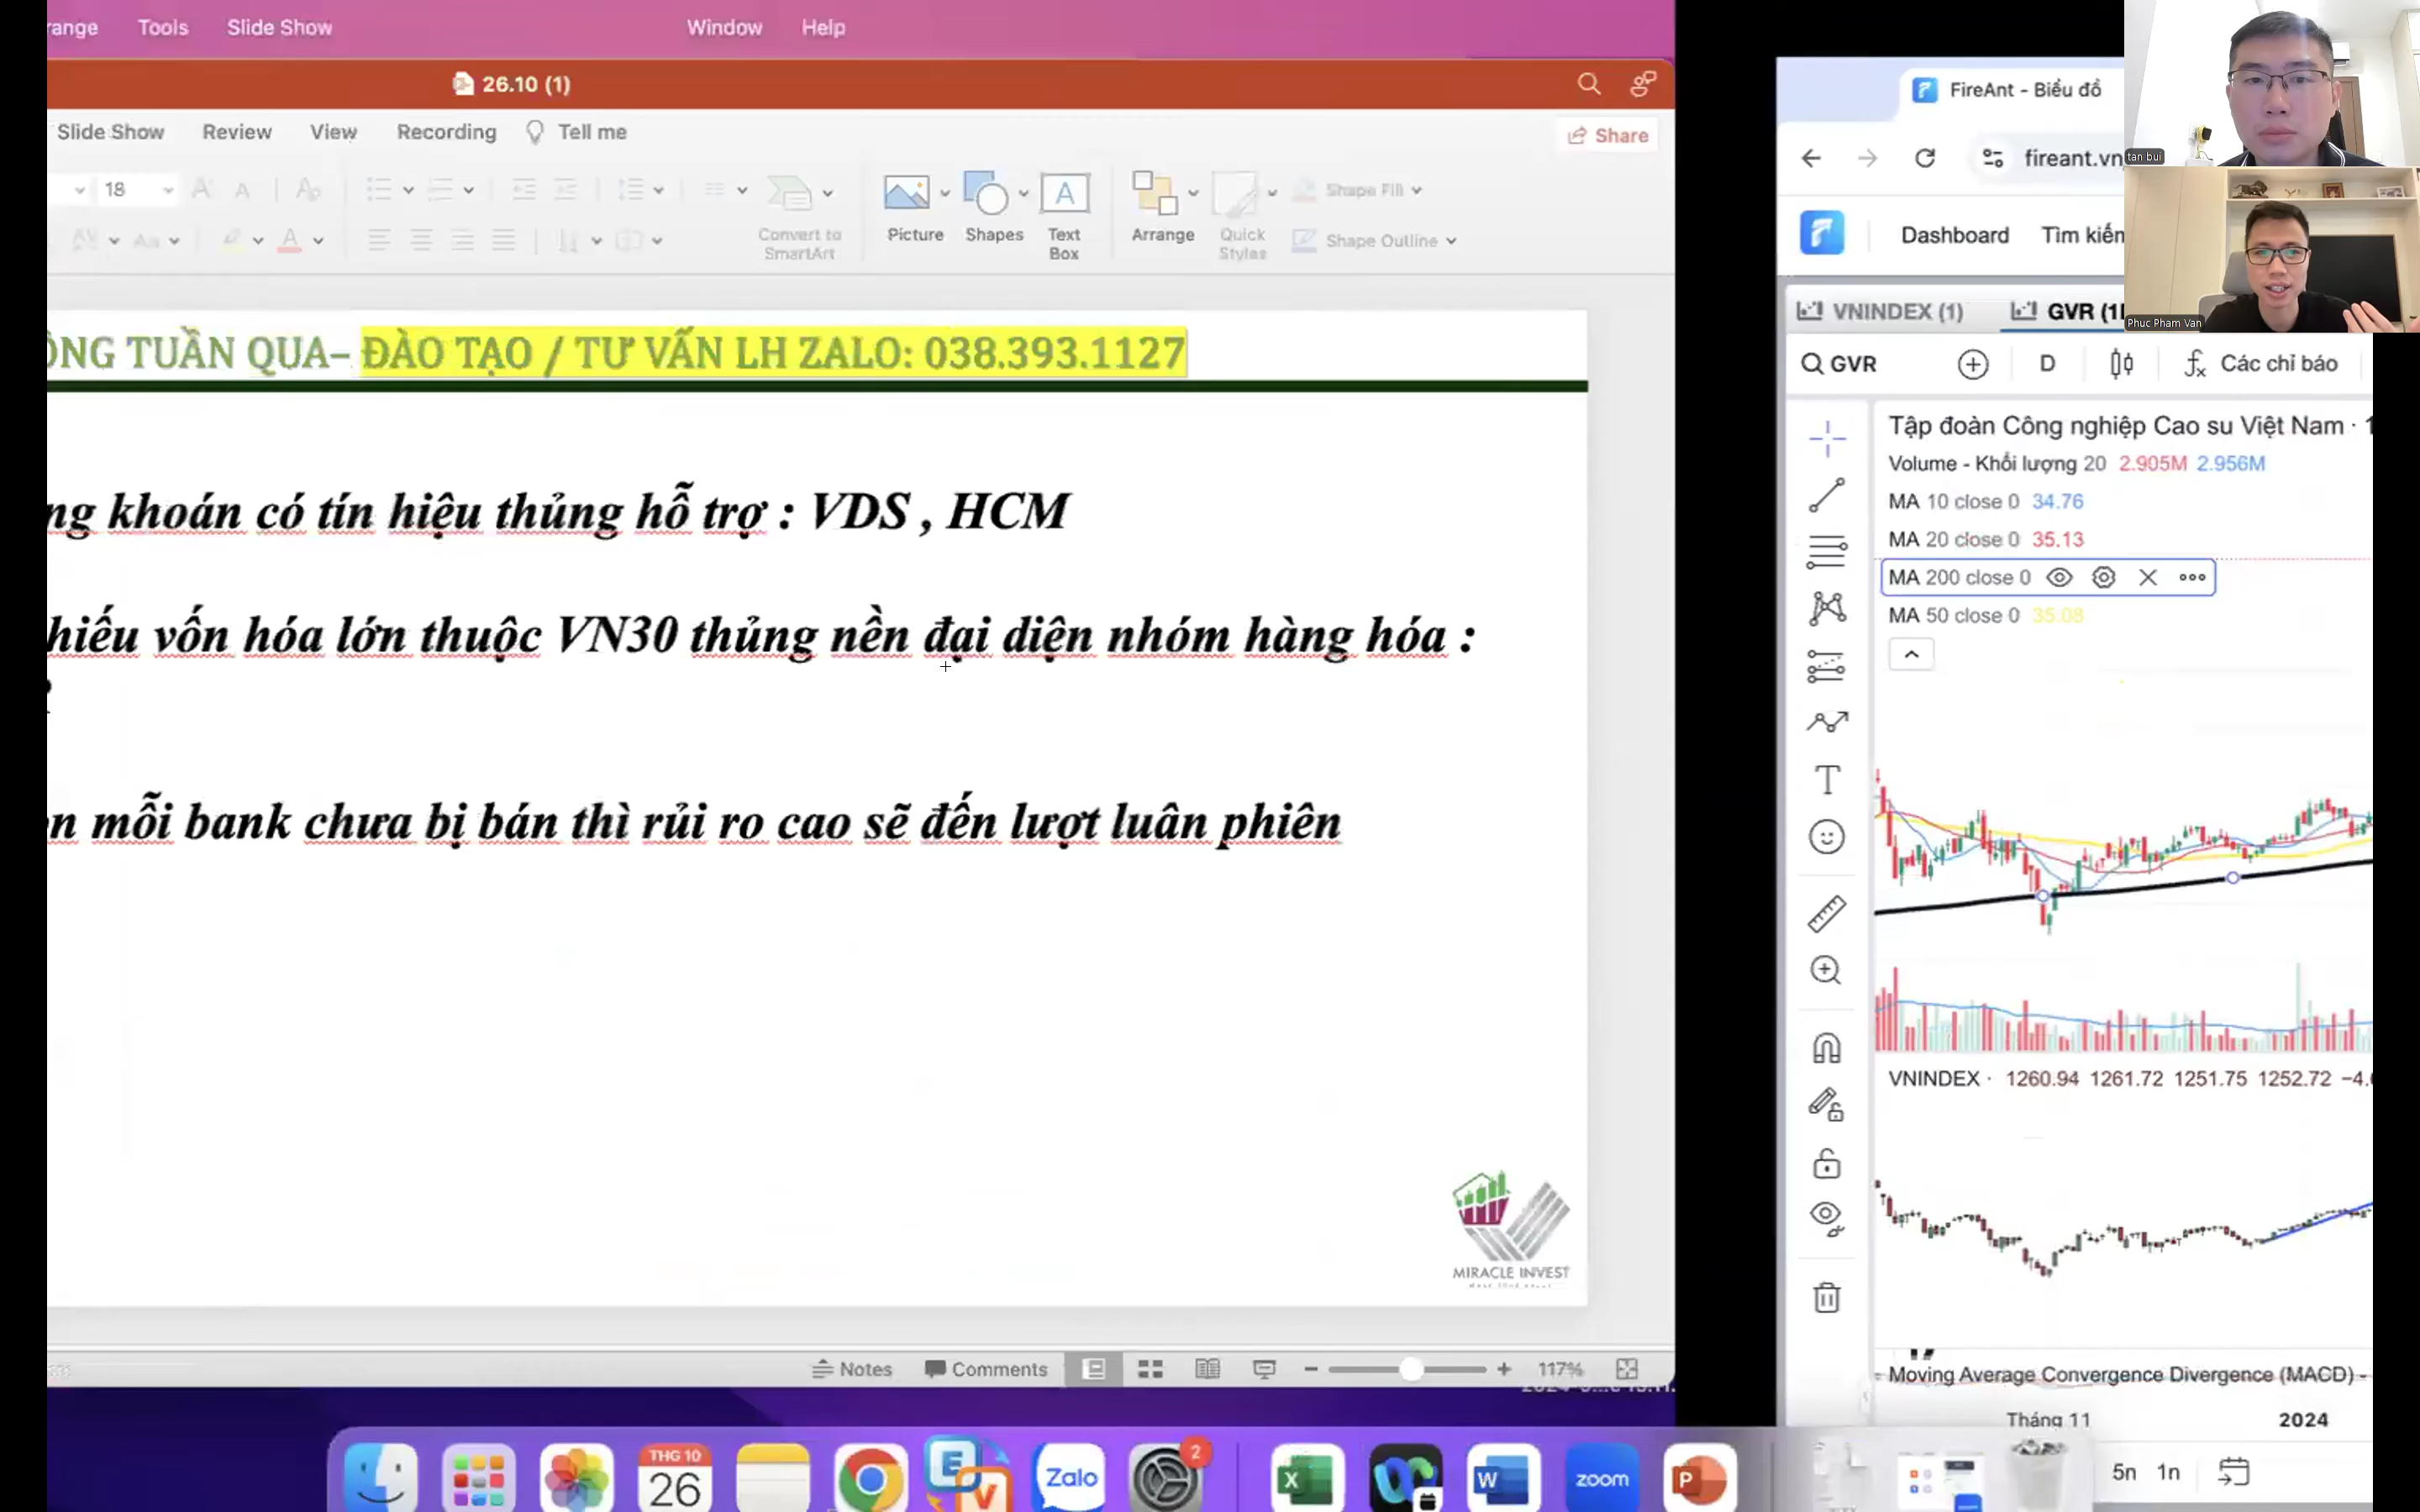 Tools Slide Show Window Help
26.10 (1)
Slide Show Review View Recording Tell me Share
18 Aa A
Convert to SmartArt
Picture Shapes Text Box Arrange Quick Styles
Shape Fill
Shape Outline
TUẦN QUA– ĐÀO TẠO / TƯ VẤN LH ZALO: 038.393.1127
khoán có tín hiệu thủng hỗ trợ : VDS , HCM
vốn hóa lớn thuộc VN30 thủng nền đại diện nhóm hàng hóa :
mỗi bank chưa bị bán thì rủi ro cao sẽ đến lượt luân phiên
MIRACLE INVEST
Notes Comments 117%
THG 10
26
Zalo
2
zoom
FireAnt - Biểu đồ
fireant.vn
Dashboard Tìm kiếm
VNINDEX (1) GVR
GVR D Các chỉ báo
Tập đoàn Công nghiệp Cao su Việt Nam · 1
Volume - Khối lượng 20 2.905M 2.956M
MA 10 close 0 34.76
MA 20 close 0 35.13
MA 200 close 0
MA 50 close 0 35.08
VNINDEX · 1260.94 1261.72 1251.75 1252.72
Moving Average Convergence Divergence (MACD) -
Tháng 11 2024
5n 1n
tan bui
Phuc Pham Van